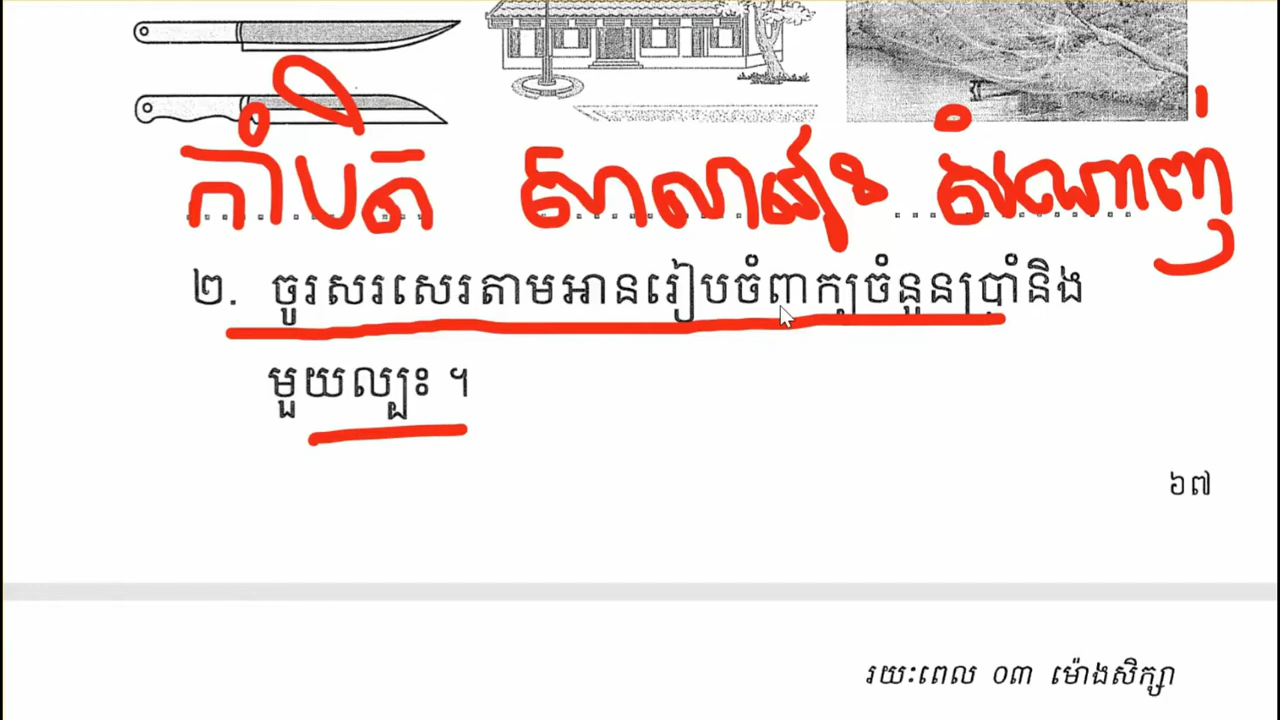 កាំបិត សាលារៀន សំណាញ់
២. ចូរសរសេរតាមអានរៀបចំពាក្យចំនួនប្រាំនិង
មួយល្បះ ។
៦៧
រយៈពេល ០៣ ម៉ោងសិក្សា